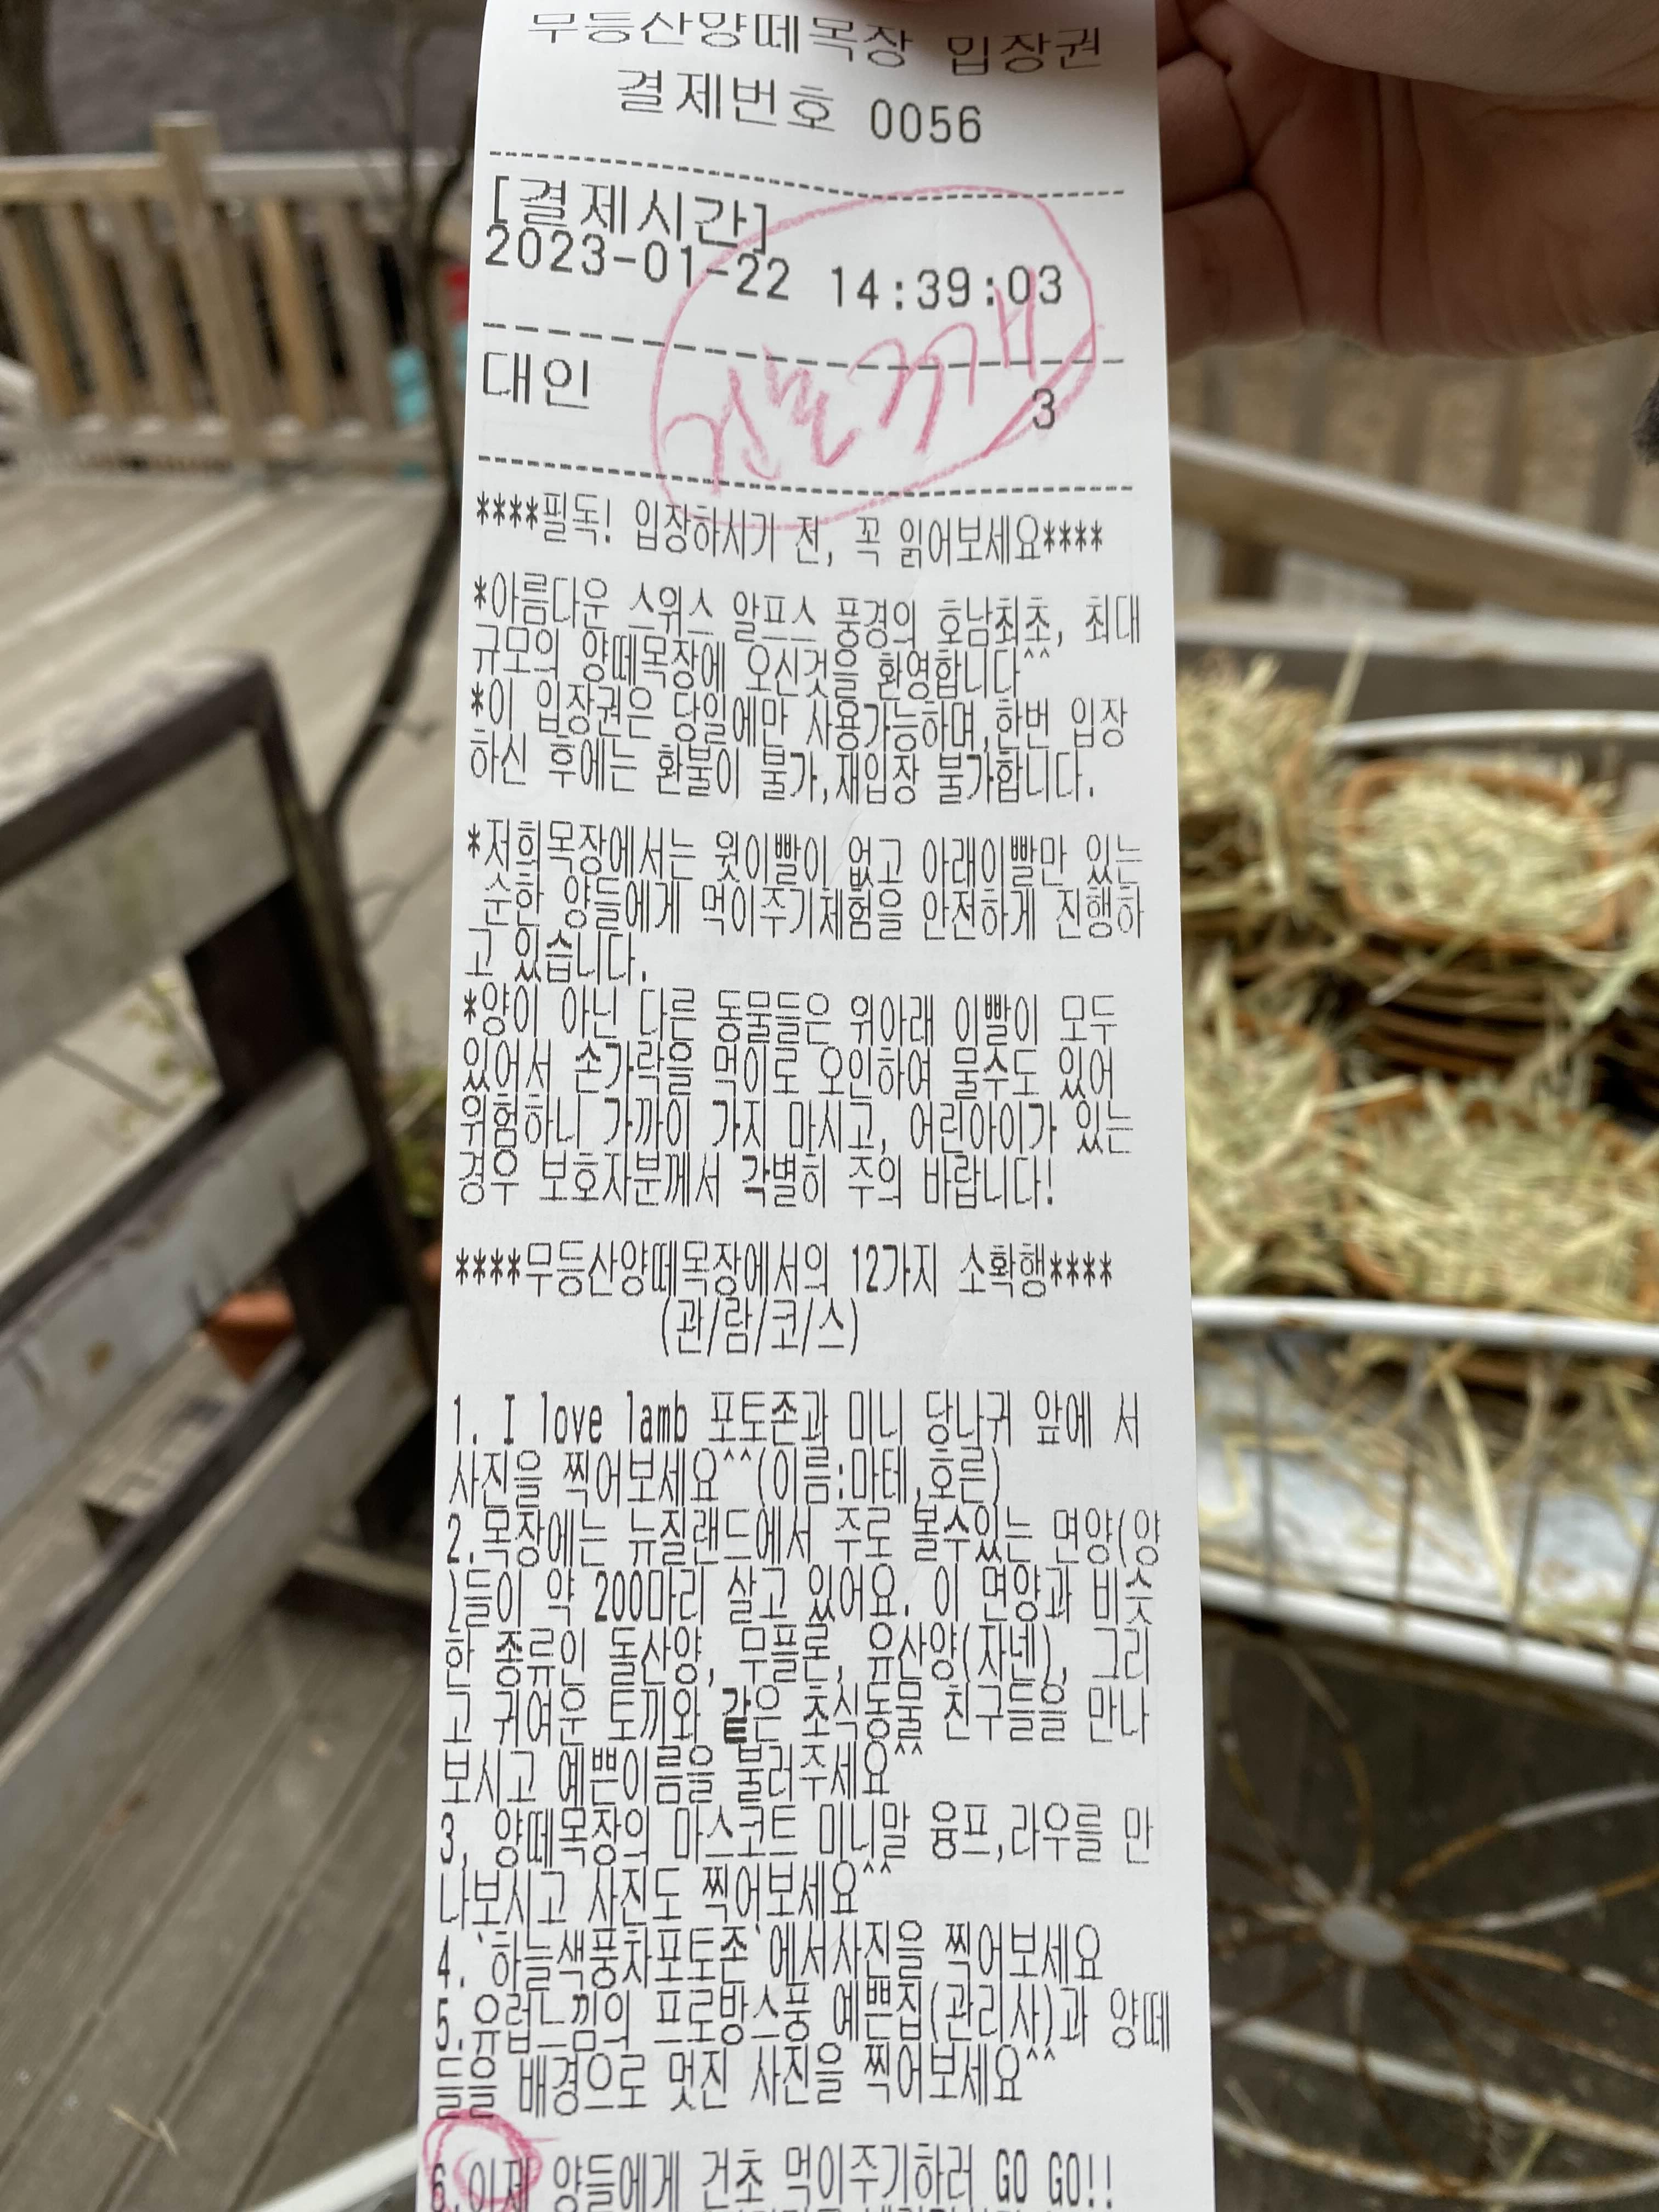 무등산양떼목장 입장권
결제번호 0056
[결제시간]
2023-01-22 14:39:03
대인 3
****필독! 입장하시기 전, 꼭 읽어보세요****
*아름다운 스위스 알프스 풍경의 호남최초, 최대
규모의 양떼목장에 오신것을 환영합니다^^
*이 입장권은 당일에만 사용가능하며,한번 입장
하신 후에는 환불이 불가,재입장 불가합니다.
*저희목장에서는 윗이빨이 없고 아래이빨만 있는
순한 양들에게 먹이주기체험을 안전하게 진행하
고 있습니다.
*양이 아닌 다른 동물들은 위아래 이빨이 모두
있어서 손가락을 먹이로 오인하여 물수도 있어
위험하니 가까이 가지 마시고, 어린아이가 있는
경우 보호자분께서 각별히 주의 바랍니다!
****무등산양떼목장에서의 12가지 소확행****
(관/람/코/스)
1. I love lamb 포토존과 미니 당나귀 앞에 서
사진을 찍어보세요^^(이름:마테,호른)
2.목장에는 뉴질랜드에서 주로 볼수있는 면양(양
)들이 약 200마리 살고 있어요. 이 면양과 비슷
한 종류인 돌산양, 무플론, 유산양(자넨), 그리
고 귀여운 토끼와 같은 초식동물 친구들을 만나
보시고 예쁜이름을 불러주세요^^
3. 양떼목장의 마스코트 미니말 융프,라우를 만
나보시고 사진도 찍어보세요^^
4. '하늘색풍차포토존'에서사진을 찍어보세요
5.유럽느낌의 프로방스풍 예쁜집(관리사)과 양떼
들을 배경으로 멋진 사진을 찍어보세요^^
6.이제 양들에게 건초 먹이주기하러 GO GO!!